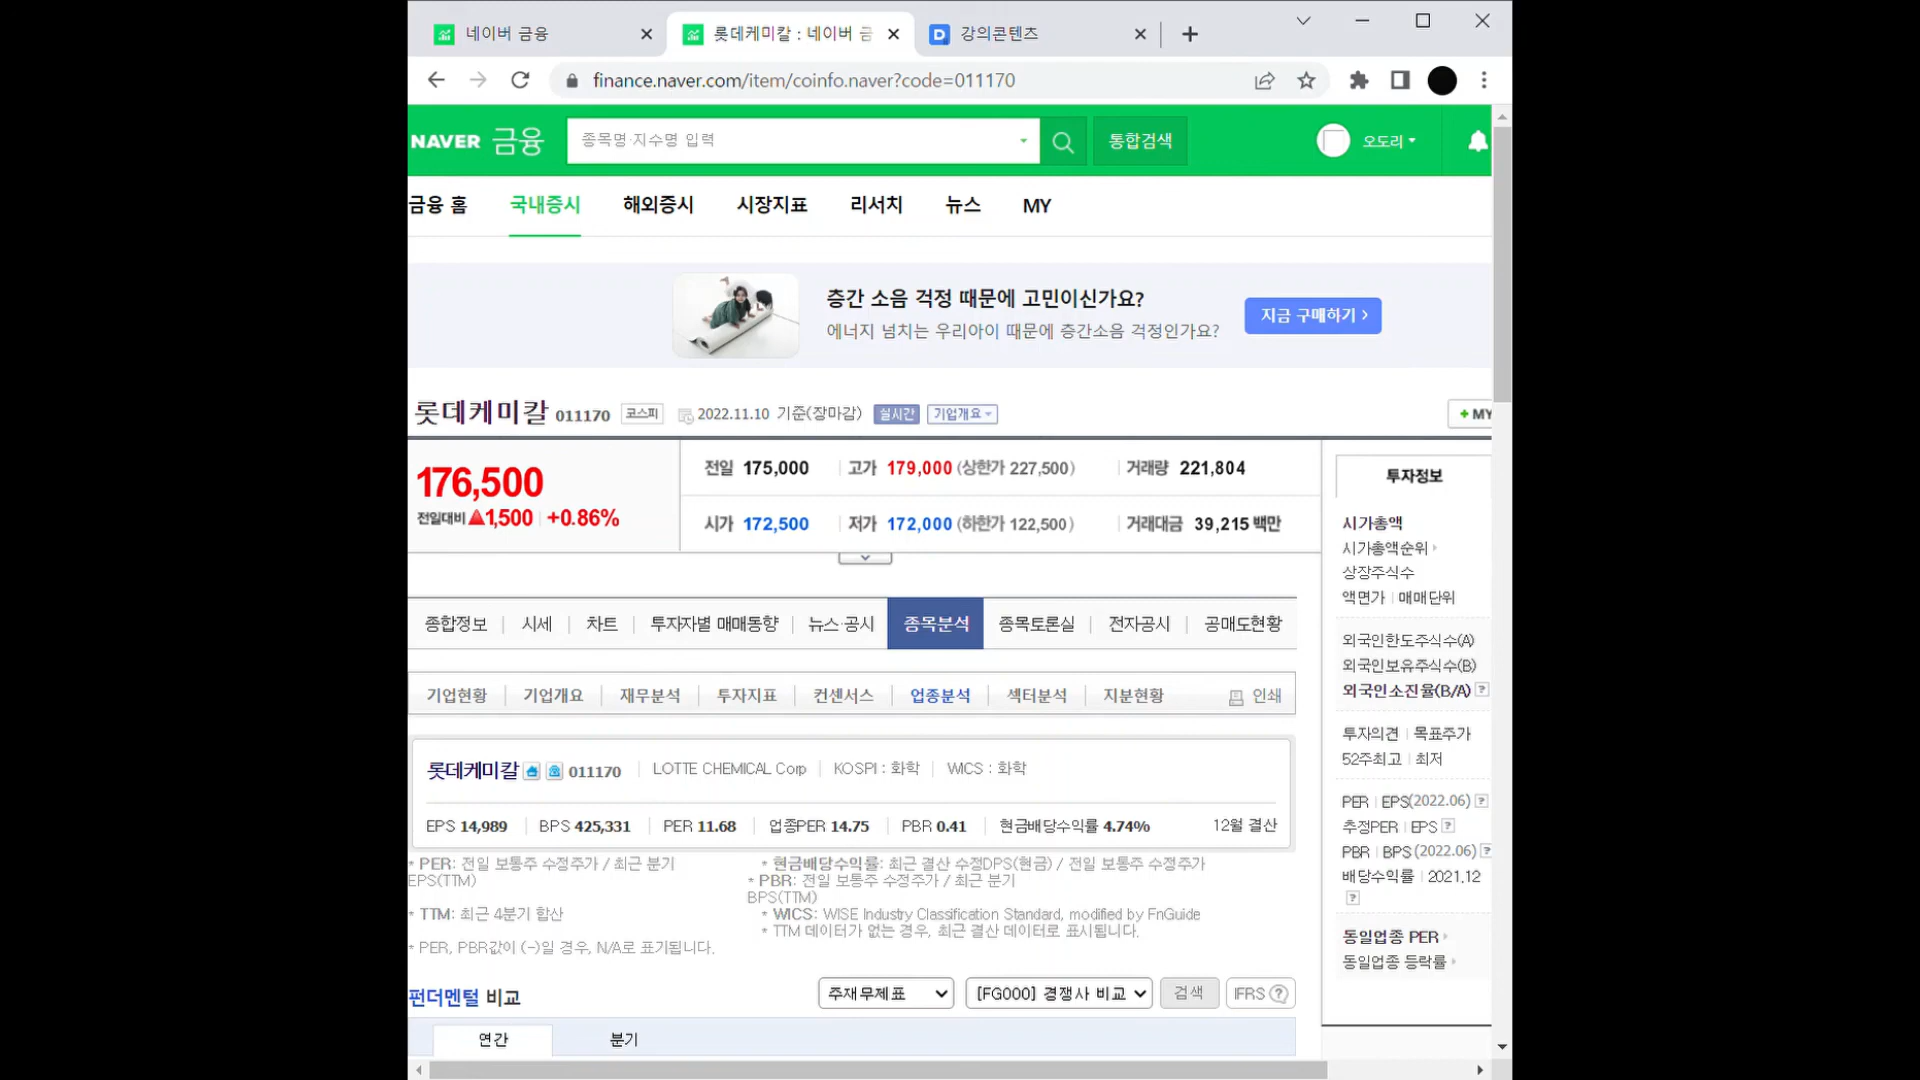 네이버 금융
롯데케미칼 : 네이버 금
강의콘텐츠
finance.naver.com/item/coinfo.naver?code=011170
NAVER 금융
종목명·지수명 입력
통합검색
오도리
금융 홈
국내증시
해외증시
시장지표
리서치
뉴스
MY
층간 소음 걱정 때문에 고민이신가요?
에너지 넘치는 우리아이 때문에 층간소음 걱정인가요?
지금 구매하기 >
롯데케미칼 011170 코스피 2022.11.10 기준(장마감) 실시간 기업개요
+ MY
176,500
전일대비 ▲1,500 +0.86%
전일 175,000 고가 179,000 (상한가 227,500) 거래량 221,804
시가 172,500 저가 172,000 (하한가 122,500) 거래대금 39,215 백만
투자정보
시가총액
시가총액순위
상장주식수
액면가 매매단위
외국인한도주식수(A)
외국인보유주식수(B)
외국인소진율(B/A) ?
투자의견 목표주가
52주최고 최저
PER EPS(2022.06) ?
추정PER EPS ?
PBR BPS (2022.06) ?
배당수익률 2021.12
?
동일업종 PER
동일업종 등락률
종합정보 시세 차트 투자자별 매매동향 뉴스·공시 종목분석 종목토론실 전자공시 공매도현황
기업현황 기업개요 재무분석 투자지표 컨센서스 업종분석 섹터분석 지분현황 인쇄
롯데케미칼 011170 LOTTE CHEMICAL Corp KOSPI : 화학 WICS : 화학
EPS 14,989 BPS 425,331 PER 11.68 업종PER 14.75 PBR 0.41 현금배당수익률 4.74% 12월 결산
* PER: 전일 보통주 수정주가 / 최근 분기
EPS(TTM)
* TTM: 최근 4분기 합산
* PER, PBR값이 (-)일 경우, N/A로 표기됩니다.
* 현금배당수익률: 최근 결산 수정DPS(현금) / 전일 보통주 수정주가
* PBR: 전일 보통주 수정주가 / 최근 분기
BPS(TTM)
* WICS: WISE Industry Classification Standard, modified by FnGuide
* TTM 데이터가 없는 경우, 최근 결산 데이터로 표시됩니다.
펀더멘털 비교
주재무제표
[FG000] 경쟁사 비교
검색
IFRS ?
연간
분기